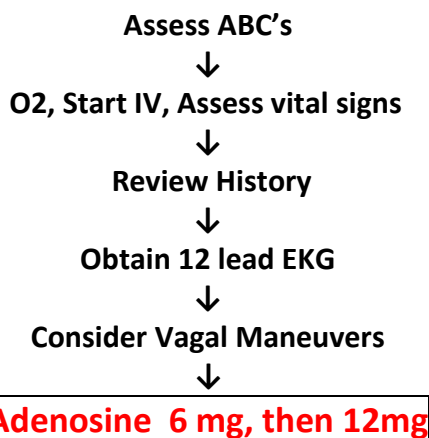 Assess ABC’s
↓
O2, Start IV, Assess vital signs
↓
Review History
↓
Obtain 12 lead EKG
↓
Consider Vagal Maneuvers
↓
Adenosine 6 mg, then 12mg